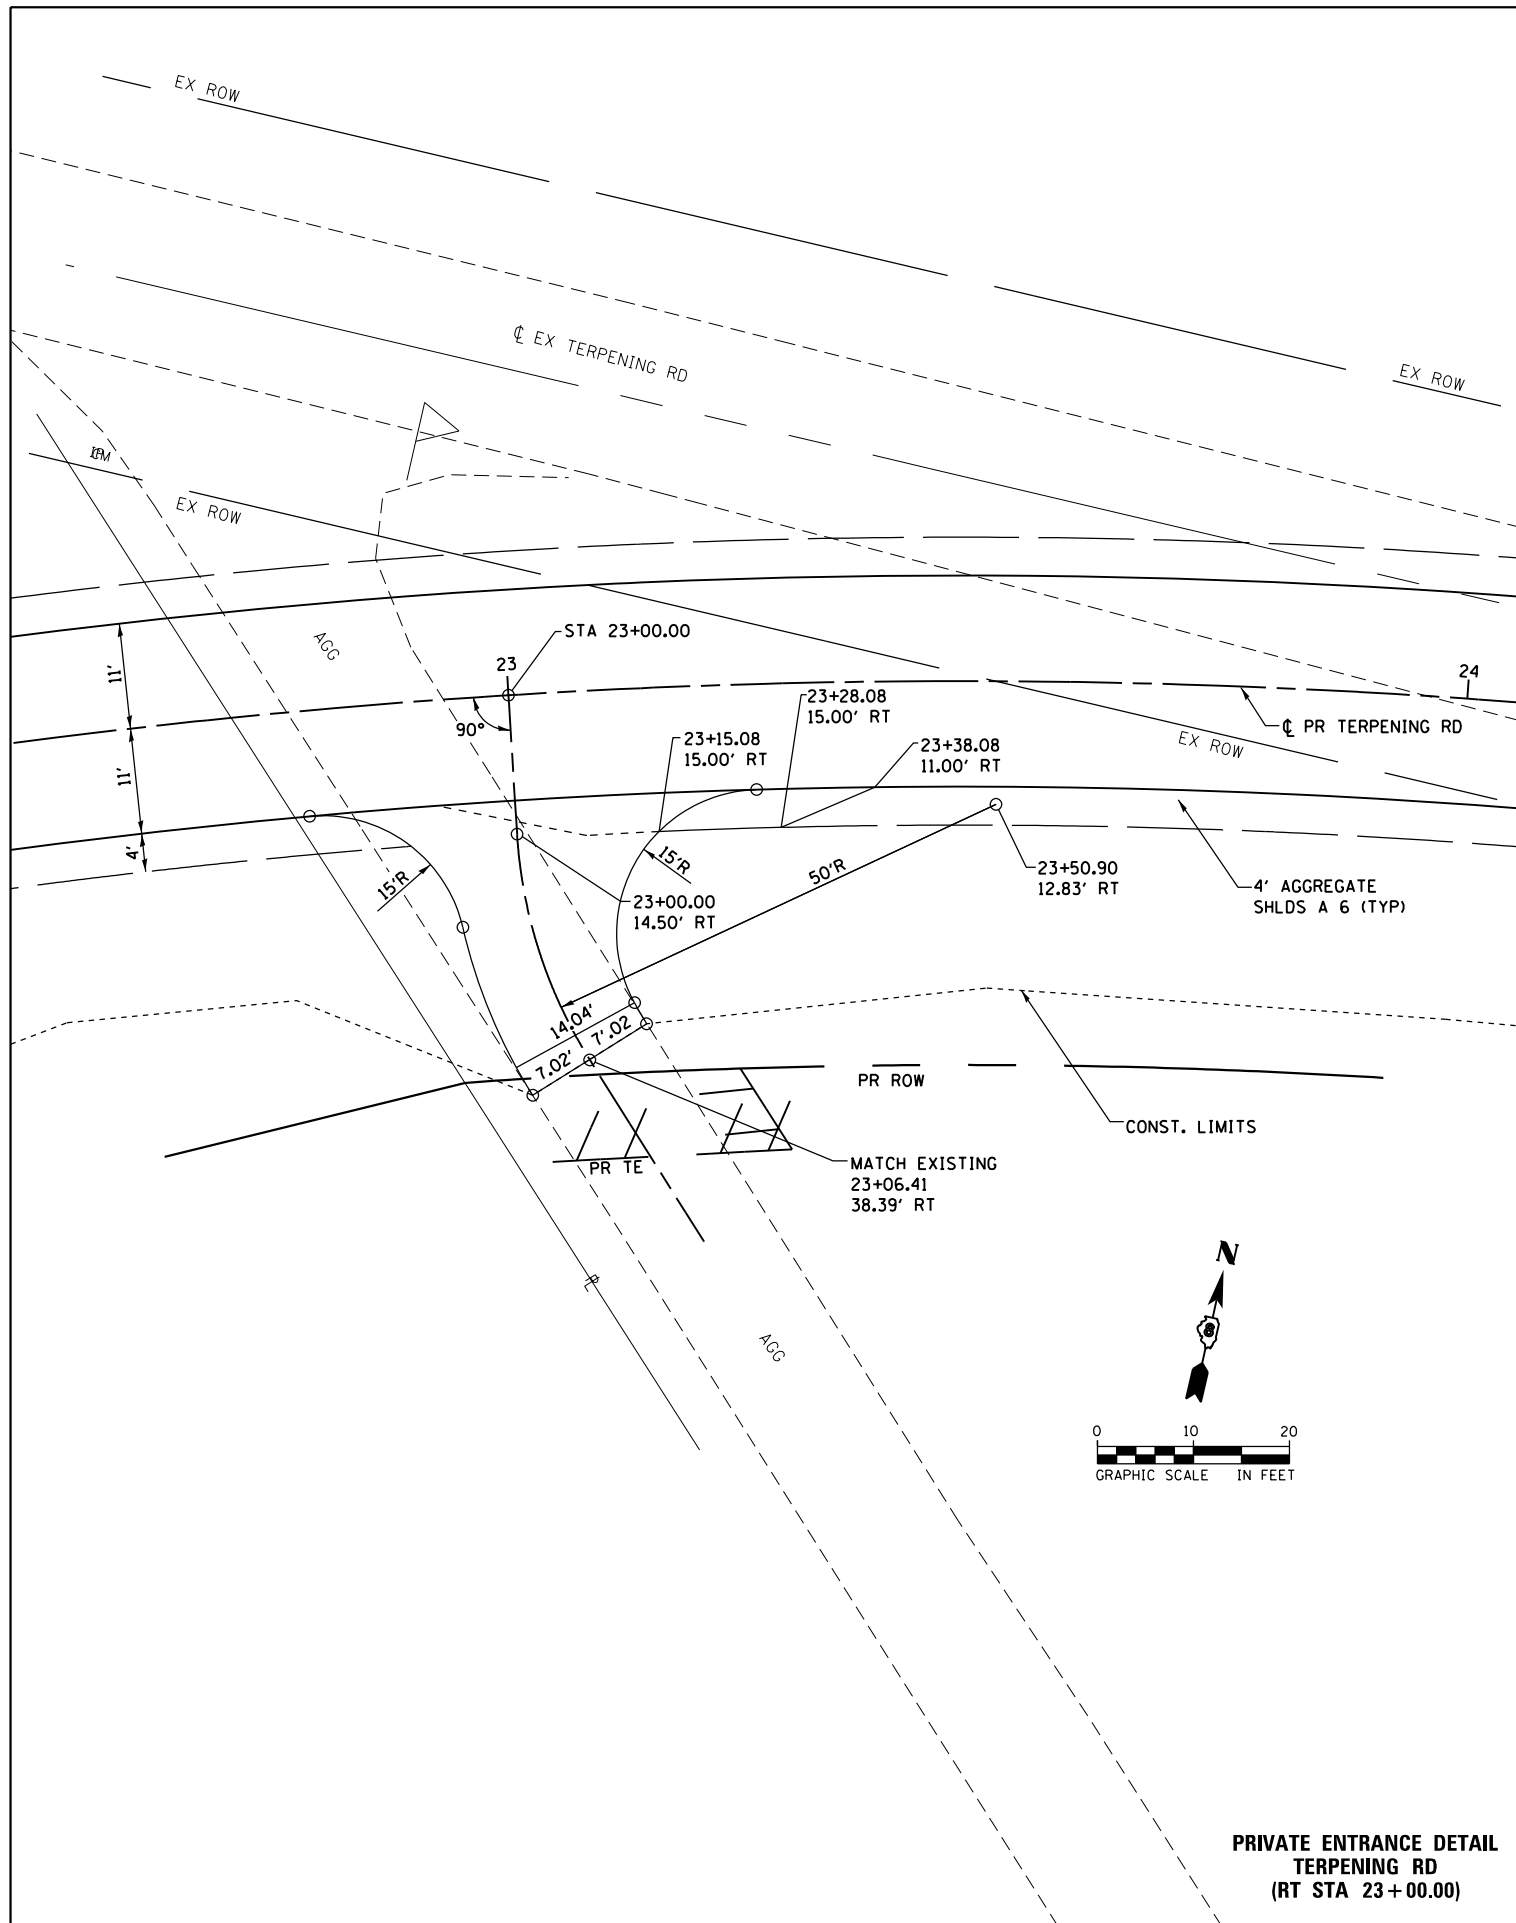 EX ROW
℄ EX TERPENING RD
EX ROW
EX ROW
AGG
STA 23+00.00
23
24
11'
90°
23+28.08
15.00' RT
℄ PR TERPENING RD
23+15.08
15.00' RT
23+38.08
11.00' RT
EX ROW
11'
4'
15'R
15'R
50'R
23+50.90
12.83' RT
4' AGGREGATE
SHLDS A 6 (TYP)
23+00.00
14.50' RT
14.04'
7'.02
7.02'
PR ROW
CONST. LIMITS
PR TE
MATCH EXISTING
23+06.41
38.39' RT
PL
AGG
N
8
0 10 20
GRAPHIC SCALE IN FEET
PRIVATE ENTRANCE DETAIL
TERPENING RD
(RT STA 23+00.00)